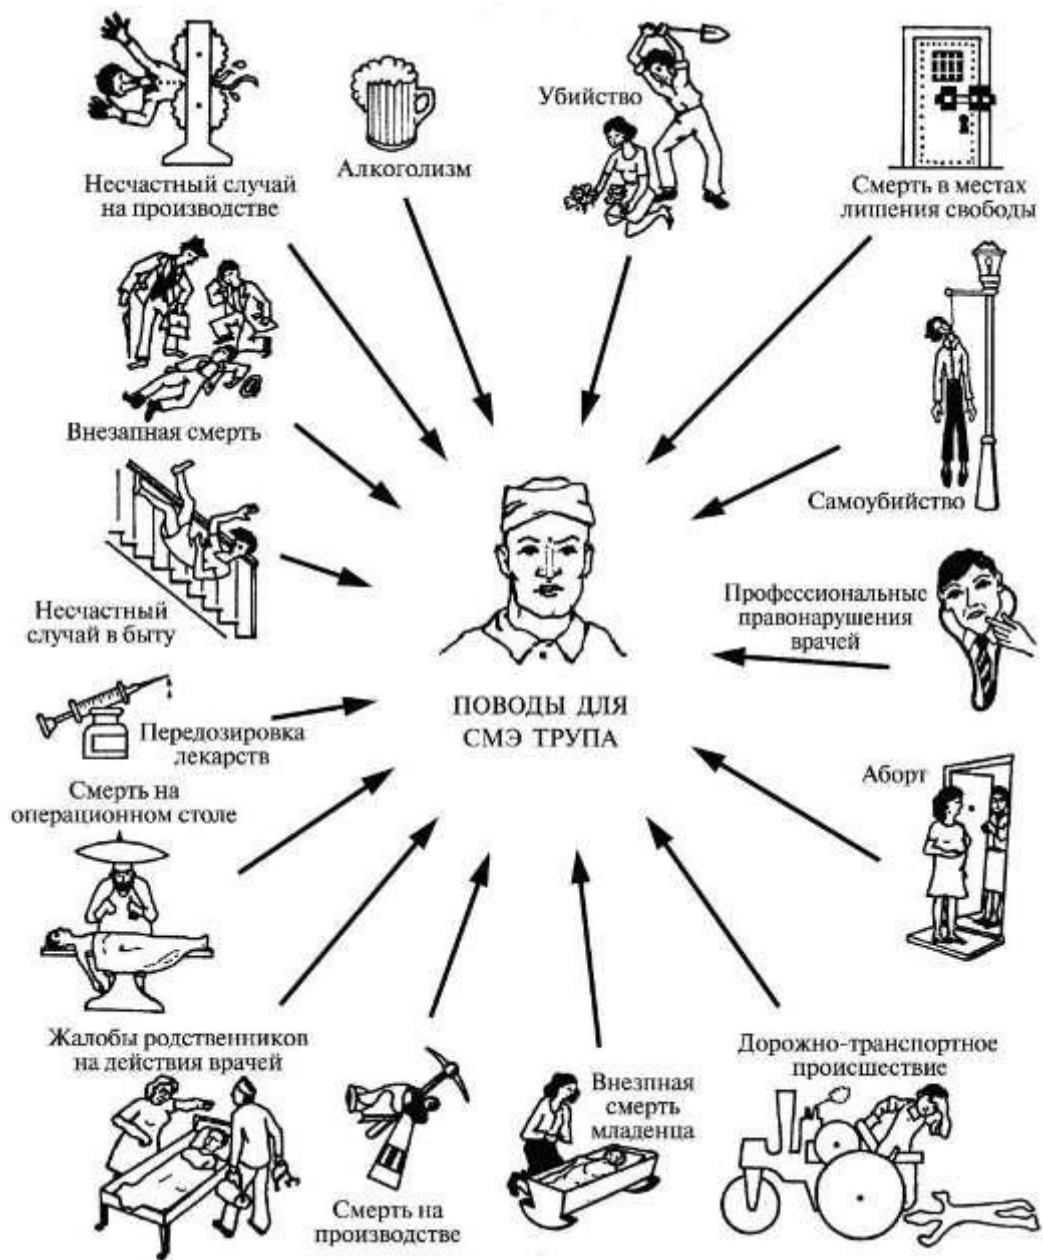 Несчастный случай
на производстве
Алкоголизм
Убийство
Смерть в местах
лишения свободы
Внезапная смерть
Самоубийство
Несчастный
случай в быту
Профессиональные
правонарушения
врачей
ПОВОДЫ ДЛЯ
СМЭ ТРУПА
Передозировка
лекарств
Аборт
Смерть на
операционном столе
Жалобы родственников
на действия врачей
Смерть на
производстве
Внезпная
смерть
младенца
Дорожно-транспортное
происшествие